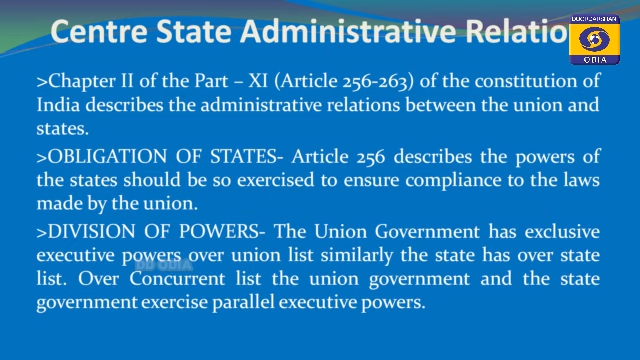 Centre State Administrative Relatio
DOORDARSHAN
ODIA
>Chapter II of the Part – XI (Article 256-263) of the constitution of
India describes the administrative relations between the union and
states.
>OBLIGATION OF STATES- Article 256 describes the powers of
the states should be so exercised to ensure compliance to the laws
made by the union.
>DIVISION OF POWERS- The Union Government has exclusive
executive powers over union list similarly the state has over state
DD ODIA
list. Over Concurrent list the union government and the state
government exercise parallel executive powers.